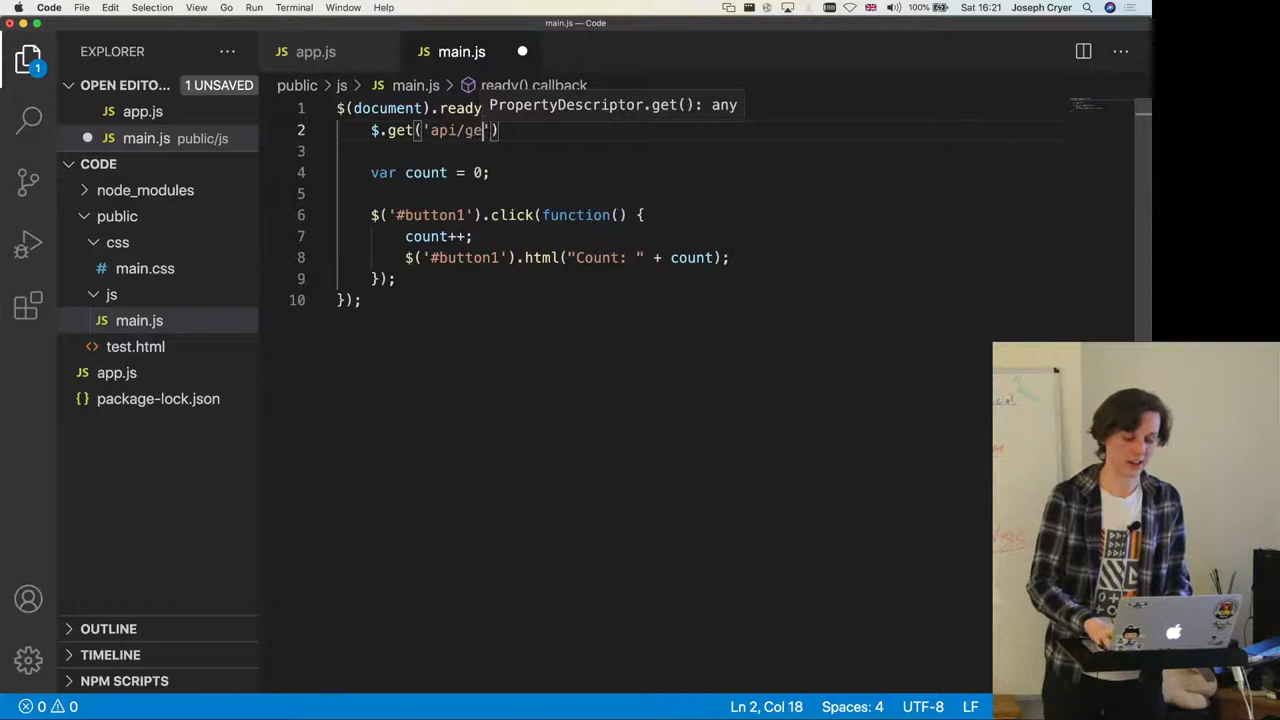 Code File Edit Selection View Go Run Terminal Window Help 100% Sat 16:21 Joseph Cryer
main.js — Code
EXPLORER
app.js
main.js
OPEN EDITO... 1 UNSAVED
public › js › main.js › ready() callback
PropertyDescriptor.get(): any
app.js
main.js public/js
CODE
node_modules
public
css
# main.css
js
JS main.js
<> test.html
JS app.js
{} package-lock.json
OUTLINE
TIMELINE
NPM SCRIPTS
1 $(document).ready
2 $.get('api/ge')
3
4 var count = 0;
5
6 $('#button1').click(function() {
7 count++;
8 $('#button1').html("Count: " + count);
9 });
10 });
0 0 Ln 2, Col 18 Spaces: 4 UTF-8 LF